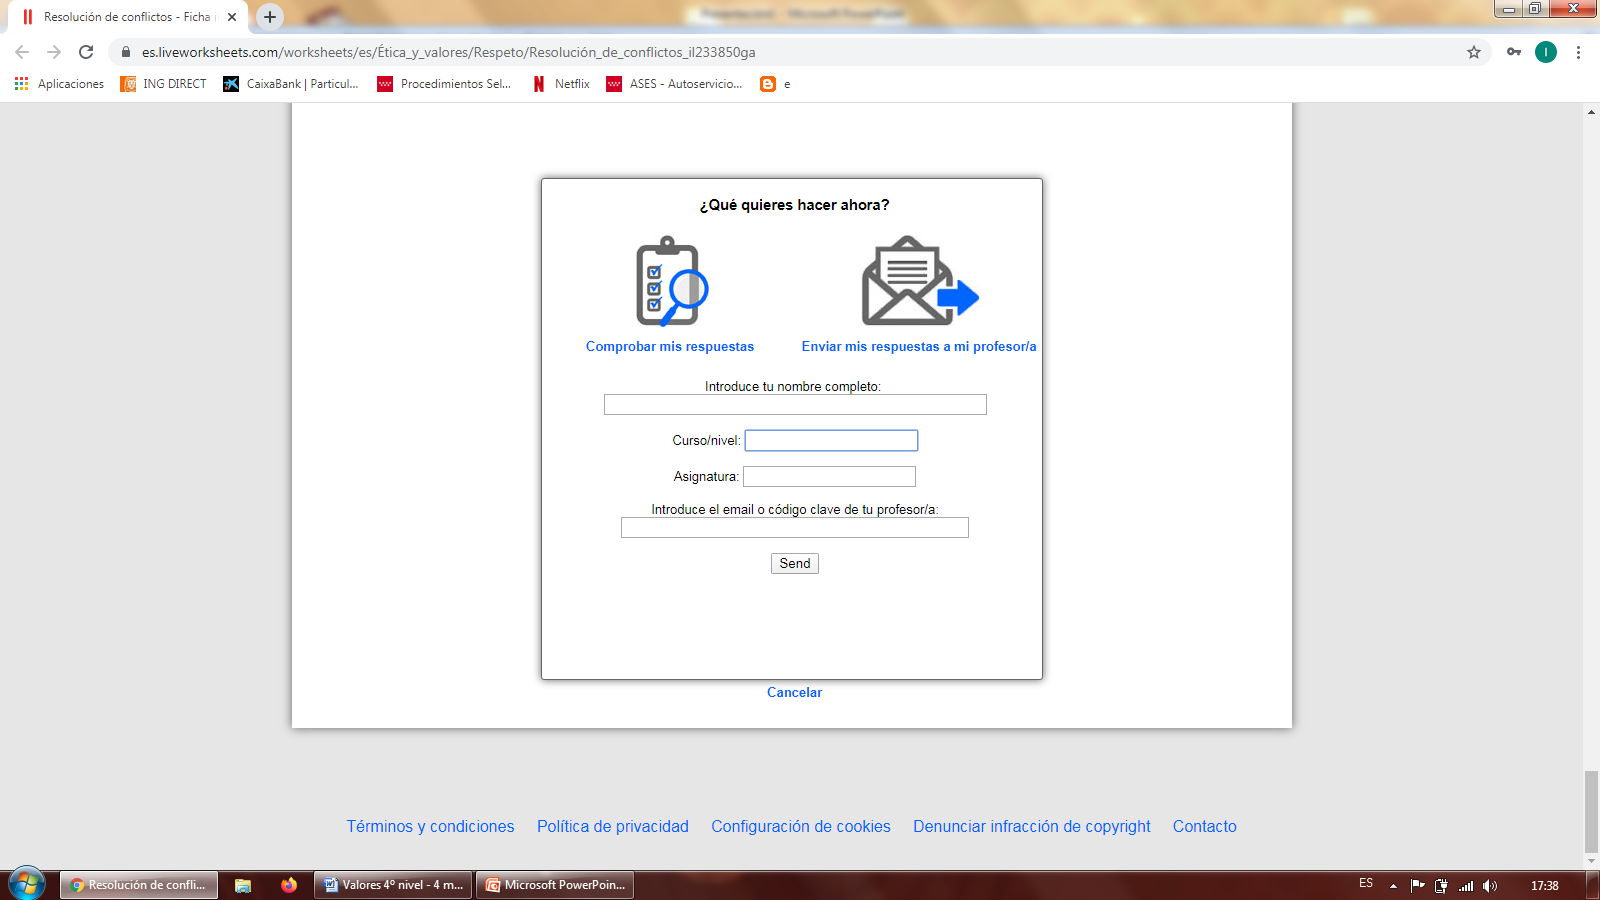 Resolución de conflictos - Ficha i
Presentación1 - Microsoft PowerPoint
es.liveworksheets.com/worksheets/es/Ética_y_valores/Respeto/Resolución_de_conflictos_il233850ga
I
Aplicaciones
ING DIRECT
CaixaBank | Particul...
Procedimientos Sel...
Netflix
ASES - Autoservicio...
e
¿Qué quieres hacer ahora?
Comprobar mis respuestas
Enviar mis respuestas a mi profesor/a
Introduce tu nombre completo:
Curso/nivel:
Asignatura:
Introduce el email o código clave de tu profesor/a:
Send
Cancelar
Términos y condiciones
Política de privacidad
Configuración de cookies
Denunciar infracción de copyright
Contacto
Resolución de confli...
Valores 4º nivel - 4 m...
Microsoft PowerPoin...
ES
17:38